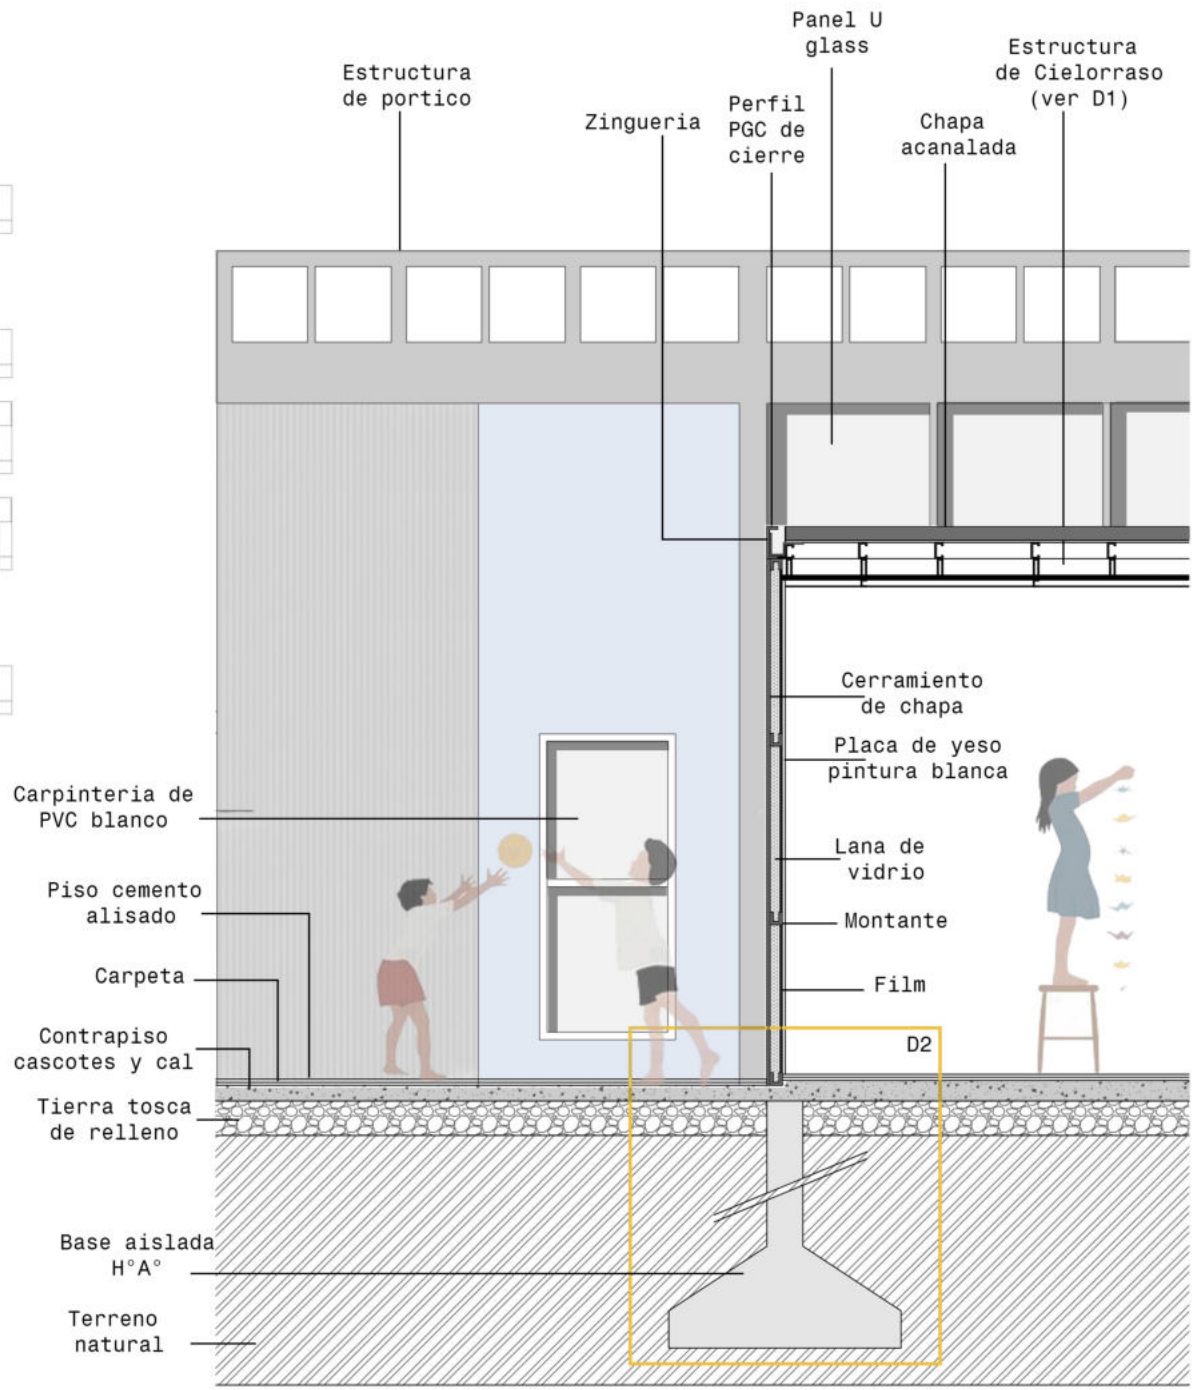 Panel U
glass
Estructura
de Cielorraso
(ver D1)
Estructura
de portico
Perfil
PGC de
cierre
Zingueria
Chapa
acanalada
Cerramiento
de chapa
Placa de yeso
pintura blanca
Carpinteria de
PVC blanco
Lana de
vidrio
Piso cemento
alisado
Montante
Carpeta
Film
Contrapiso
cascotes y cal
D2
Tierra tosca
de relleno
Base aislada
H°A°
Terreno
natural